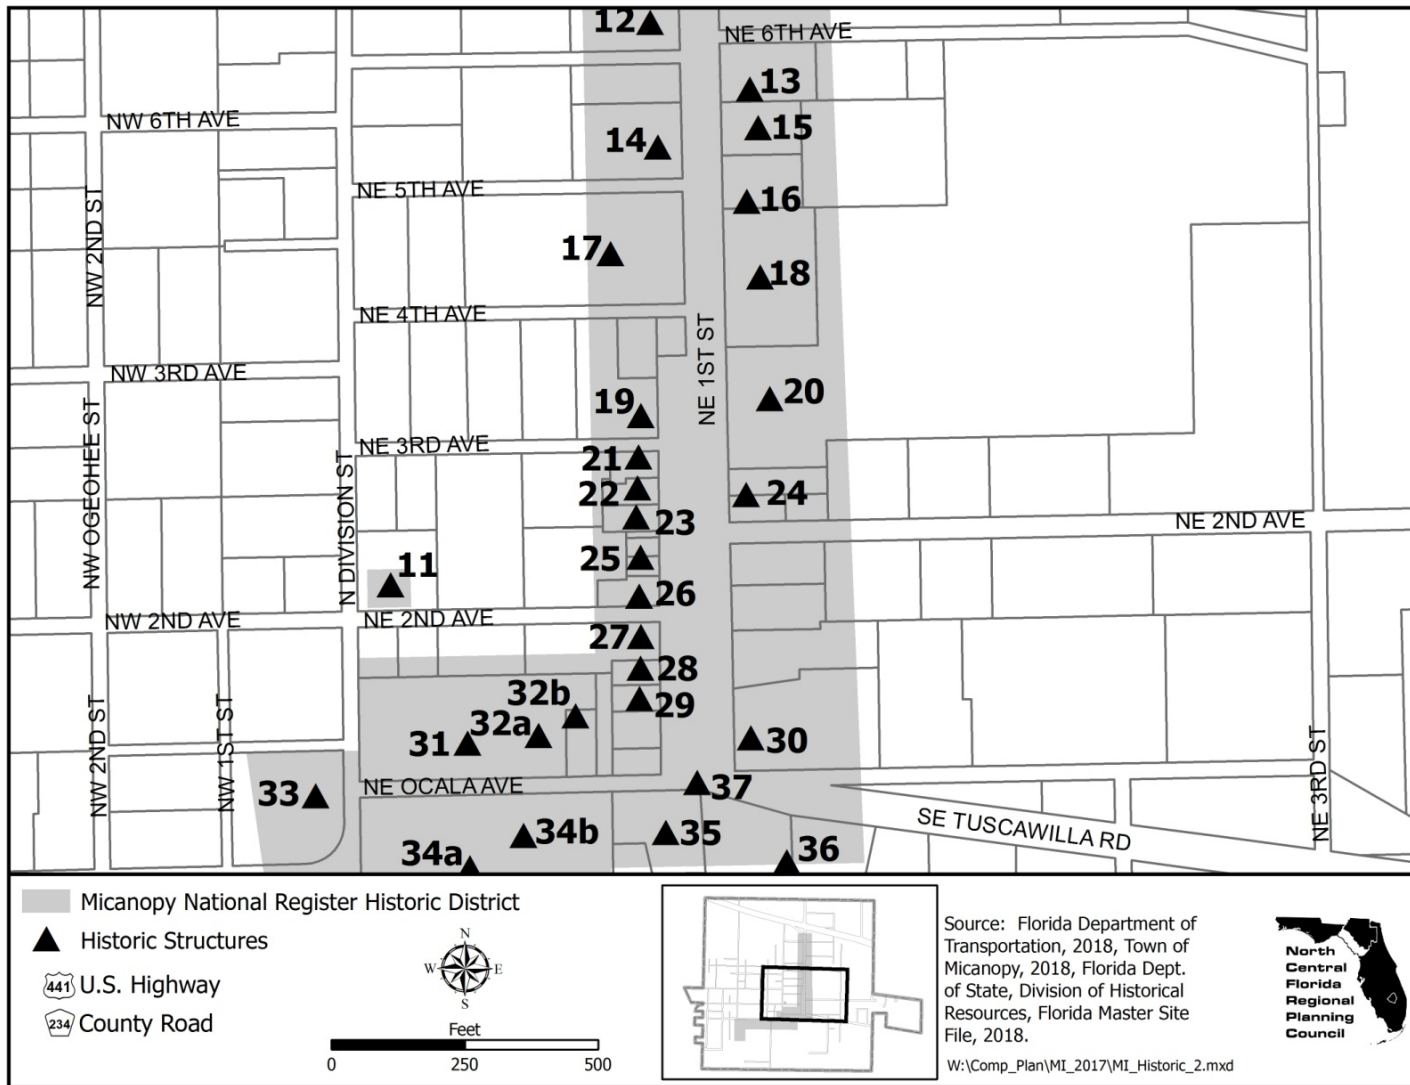 12
NE 6TH AVE
13
NW 6TH AVE
15
14
NE 5TH AVE
16
NW 2ND ST
17
18
NE 4TH AVE
NE 1ST ST
NW 3RD AVE
20
19
NE 3RD AVE
21
NW OGEOHEE ST
N DIVISION ST
22
24
23
NE 2ND AVE
25
11
26
NW 2ND AVE
NE 2ND AVE
27
28
32b
29
32a
31
30
NW 2ND ST
NW 1ST ST
NE 3RD ST
33
NE OCALA AVE
37
SE TUSCAWILLA RD
34b
35
34a
36
Micanopy National Register Historic District
Historic Structures
441 U.S. Highway
234 County Road
N
W E
S
Feet
0 250 500
Source: Florida Department of
Transportation, 2018, Town of
Micanopy, 2018, Florida Dept.
of State, Division of Historical
Resources, Florida Master Site
File, 2018.
W:\Comp_Plan\MI_2017\MI_Historic_2.mxd
North
Central
Florida
Regional
Planning
Council